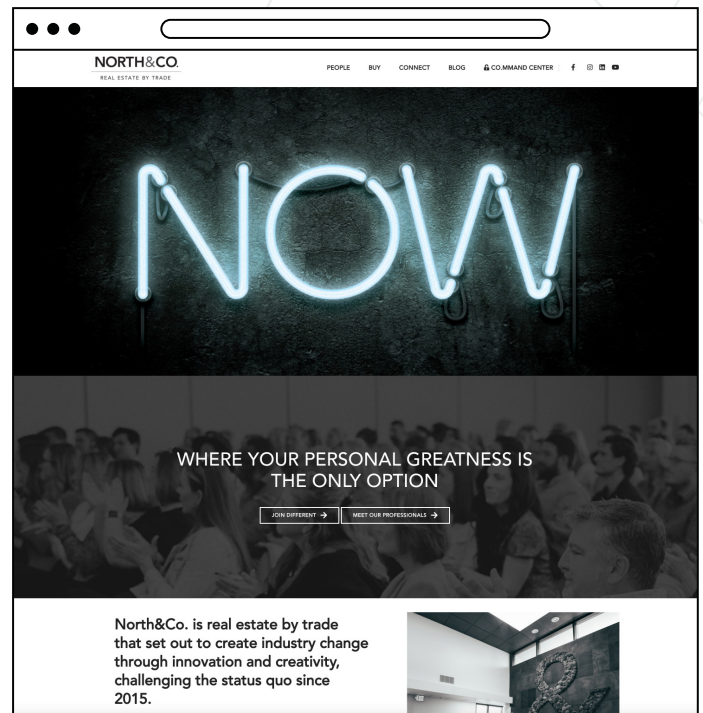 NORTH&CO.
REAL ESTATE BY TRADE
PEOPLE BUY CONNECT BLOG CO.MMAND CENTER
NOW
WHERE YOUR PERSONAL GREATNESS IS
THE ONLY OPTION
JOIN DIFFERENT → MEET OUR PROFESSIONALS →
North&Co. is real estate by trade
that set out to create industry change
through innovation and creativity,
challenging the status quo since
2015.
&